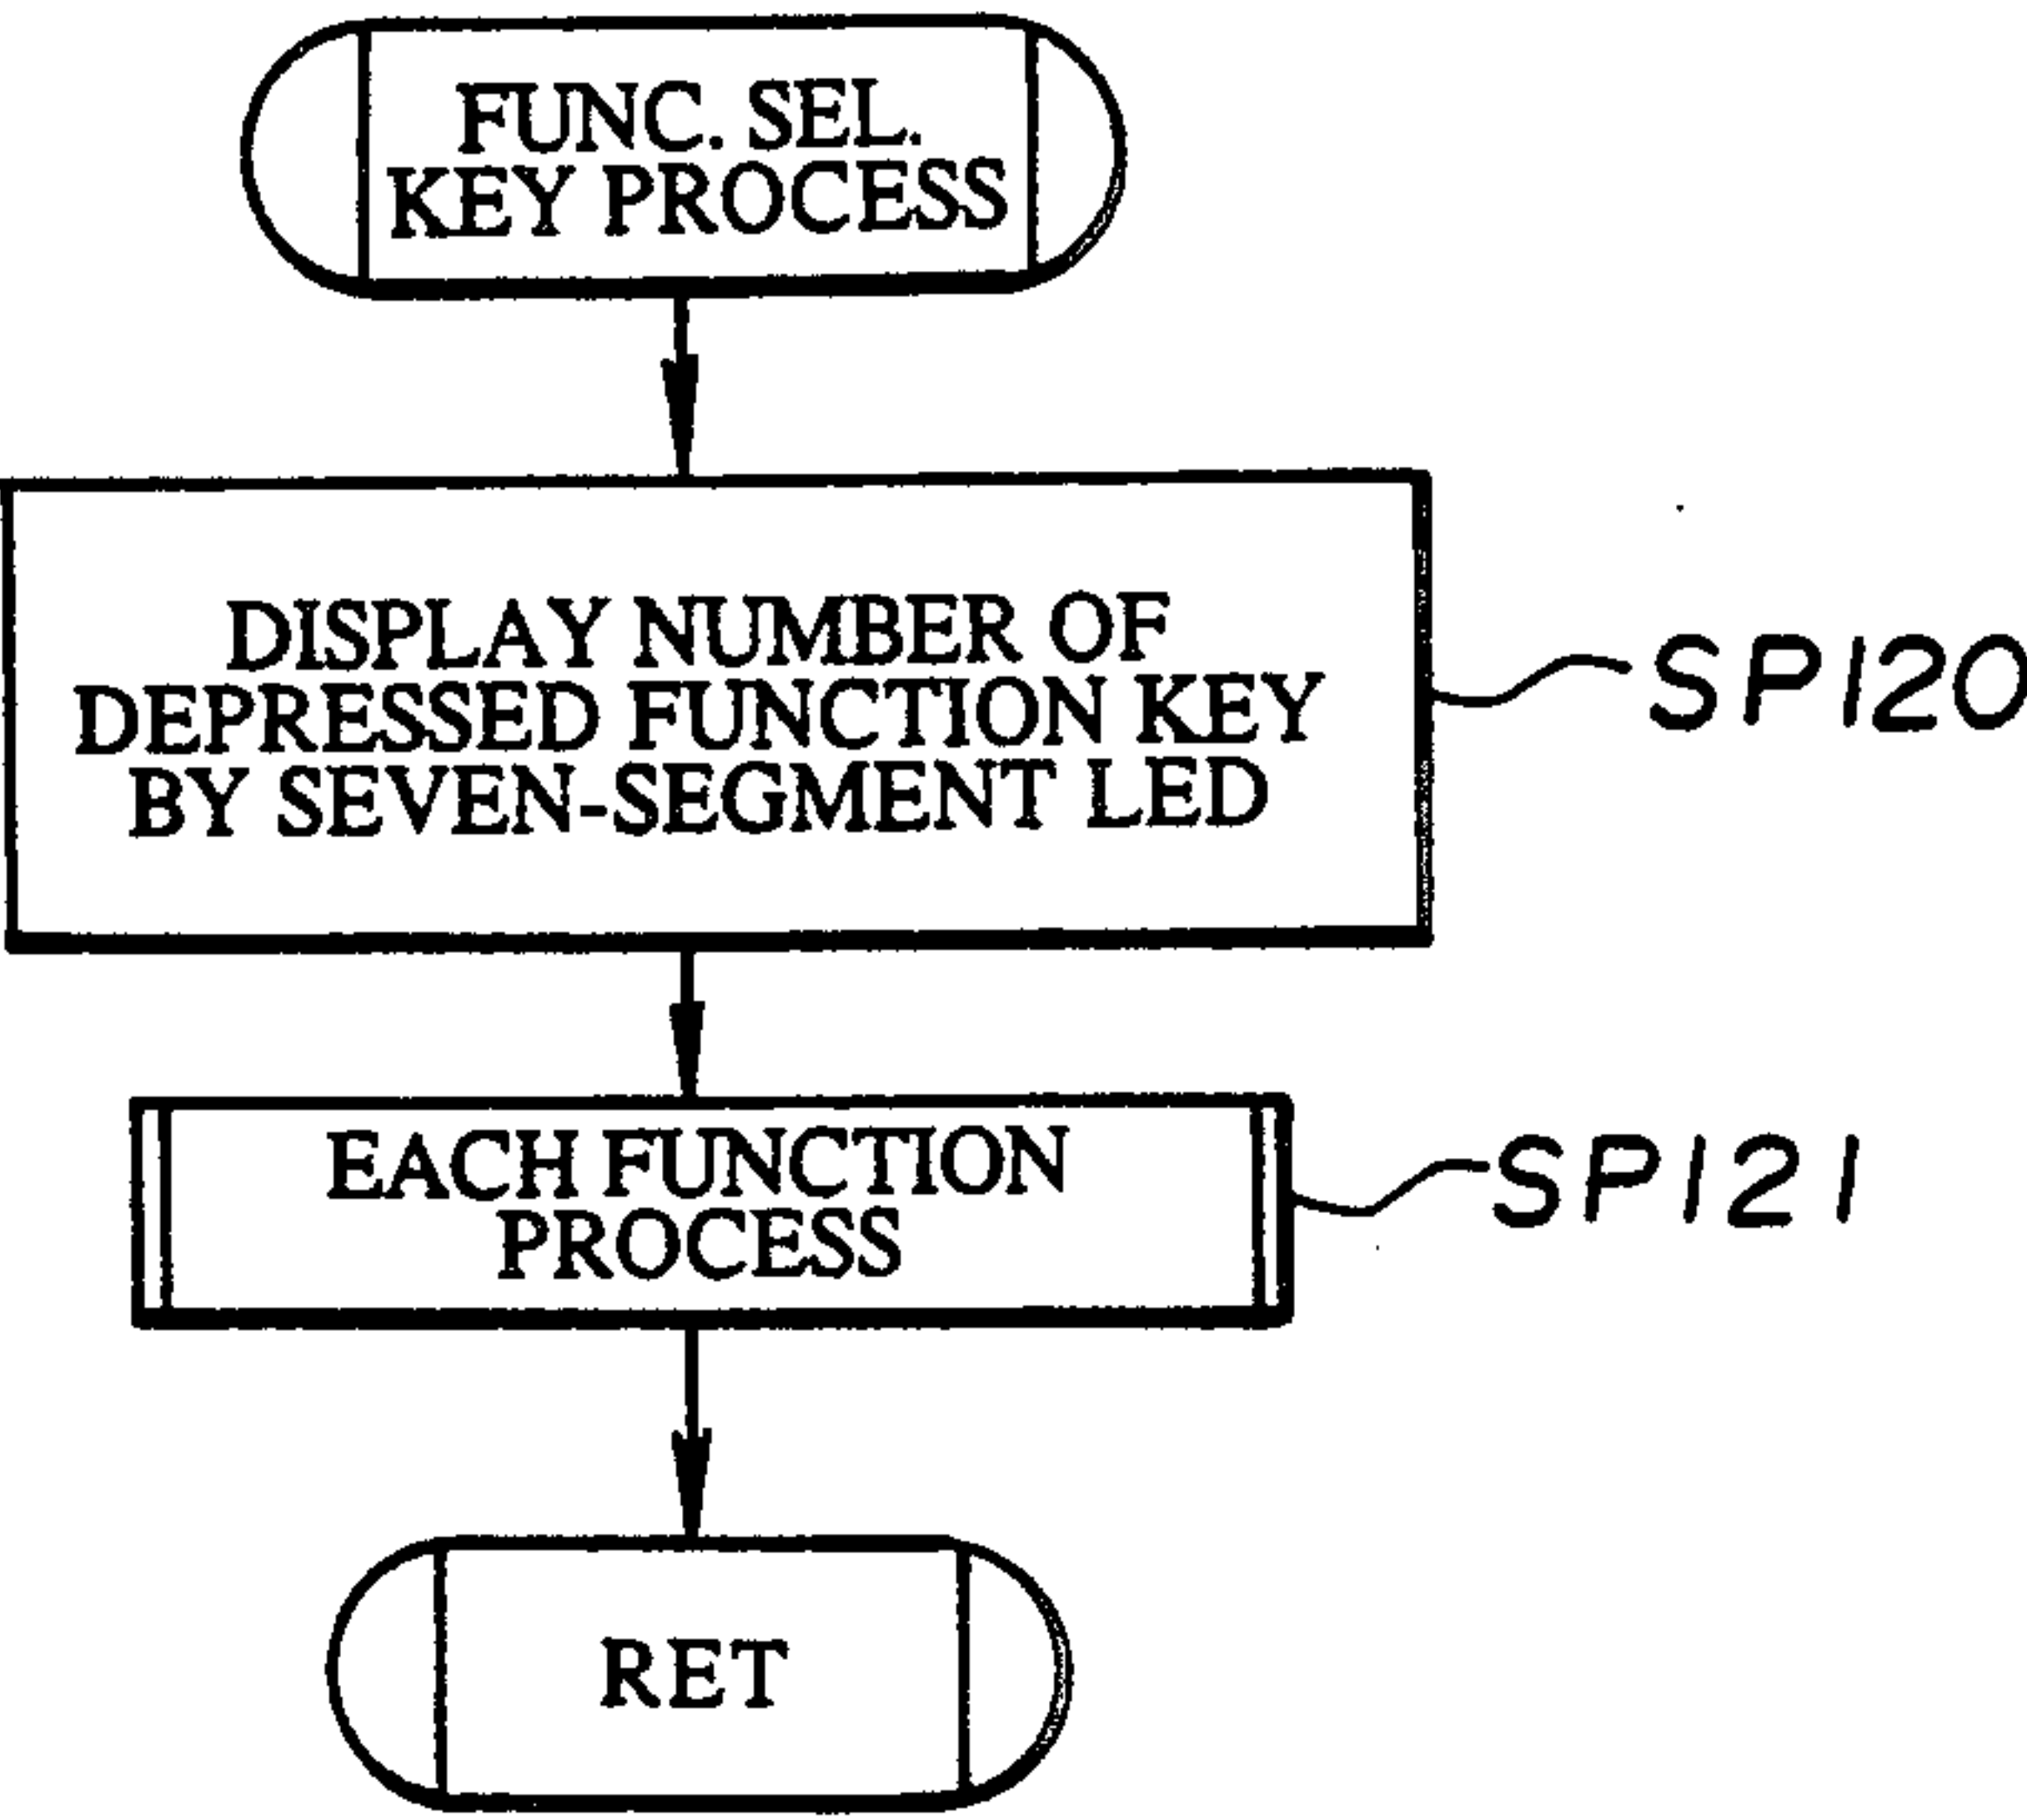 FUNC. SEL.
KEY PROCESS
DISPLAY NUMBER OF
DEPRESSED FUNCTION KEY
BY SEVEN-SEGMENT LED
SP120
EACH FUNCTION
PROCESS
SP121
RET